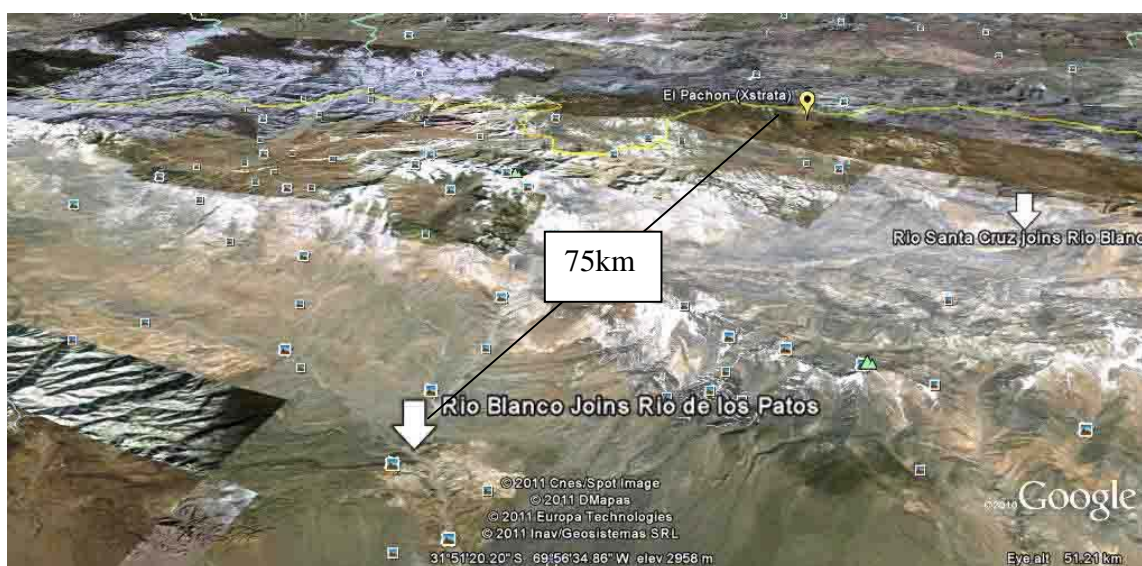 El Pachon (Xstrata)
Rio Santa Cruz joins Rio Blanc
75km
Rio Blanco Joins Rio de los Patos
© 2011 Cnes/Spot Image
© 2011 DMapas
© 2011 Europa Technologies
© 2011 Inav/Geosistemas SRL
©2010 Google
31°51'20.20" S 69°56'34.86" W elev 2958 m
Eye alt 51.21 km